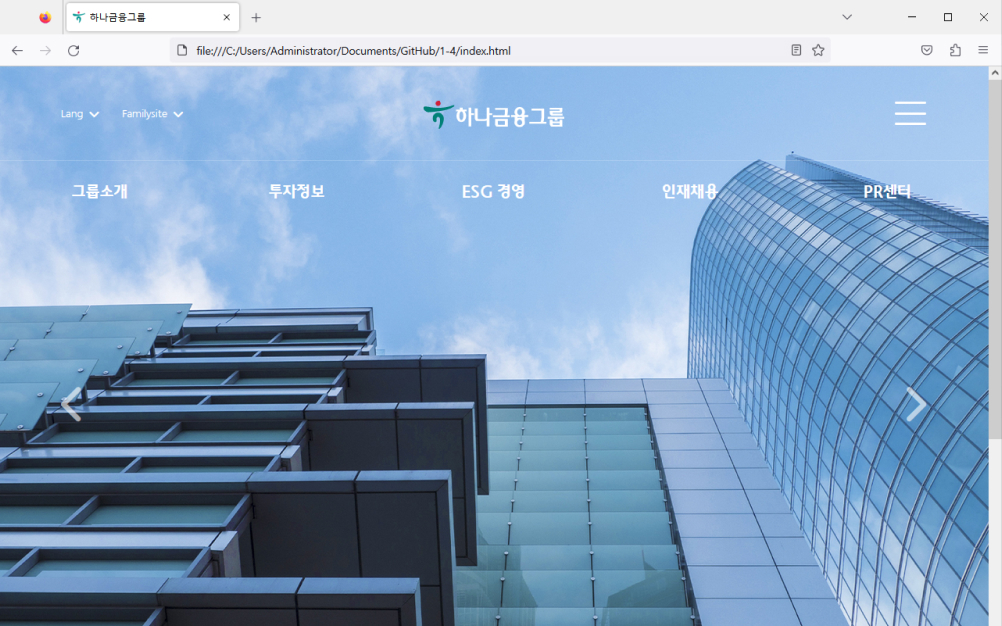 하나금융그룹
file:///C:/Users/Administrator/Documents/GitHub/1-4/index.html
Lang Familysite 하나금융그룹
그룹소개 투자정보 ESG 경영 인재채용 PR센터